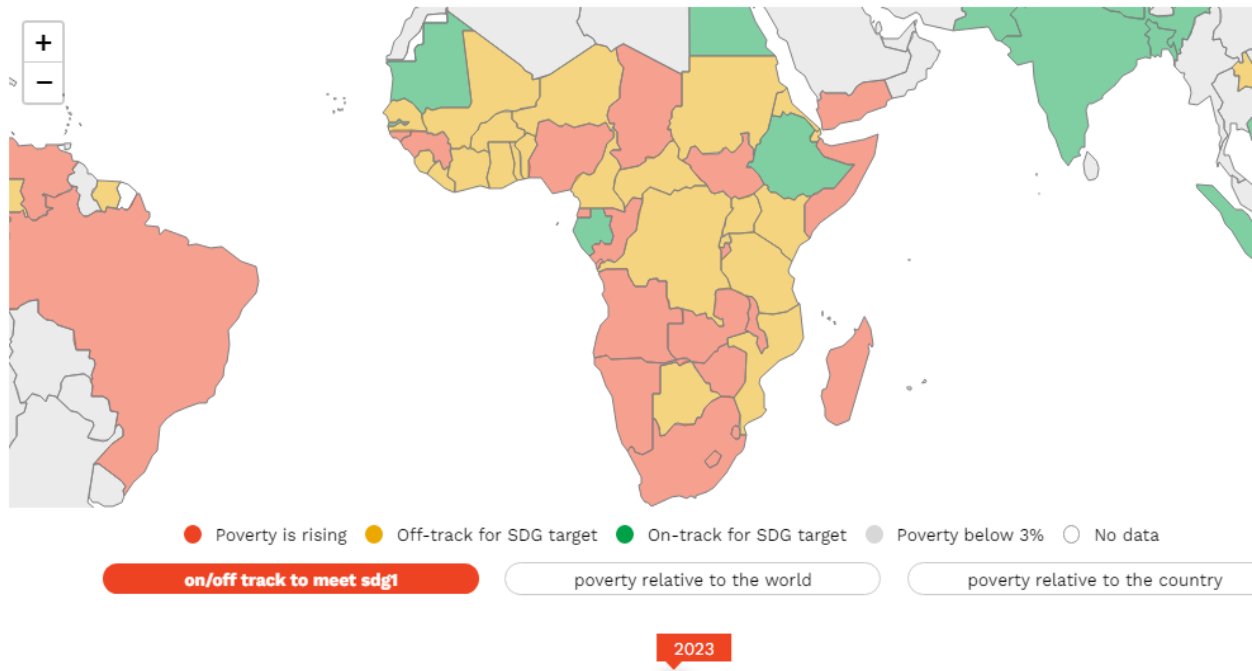 +
−
Poverty is rising Off-track for SDG target On-track for SDG target Poverty below 3% No data
on/off track to meet sdg1 poverty relative to the world poverty relative to the country
2023